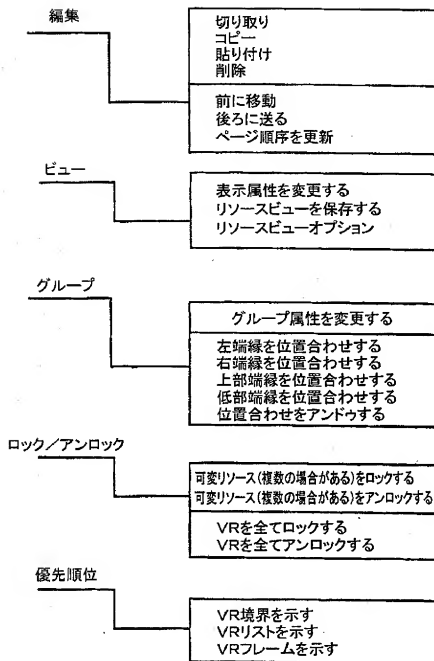 編集
切り取り
コピー
貼り付け
削除
前に移動
後ろに送る
ページ順序を更新
ビュー
表示属性を変更する
リソースビューを保存する
リソースビューオプション
グループ
グループ属性を変更する
左端縁を位置合わせする
右端縁を位置合わせする
上部端縁を位置合わせする
低部端縁を位置合わせする
位置合わせをアンドゥする
ロック/アンロック
可変リソース(複数の場合がある)をロックする
可変リソース(複数の場合がある)をアンロックする
VRを全てロックする
VRを全てアンロックする
優先順位
VR境界を示す
VRリストを示す
VRフレームを示す